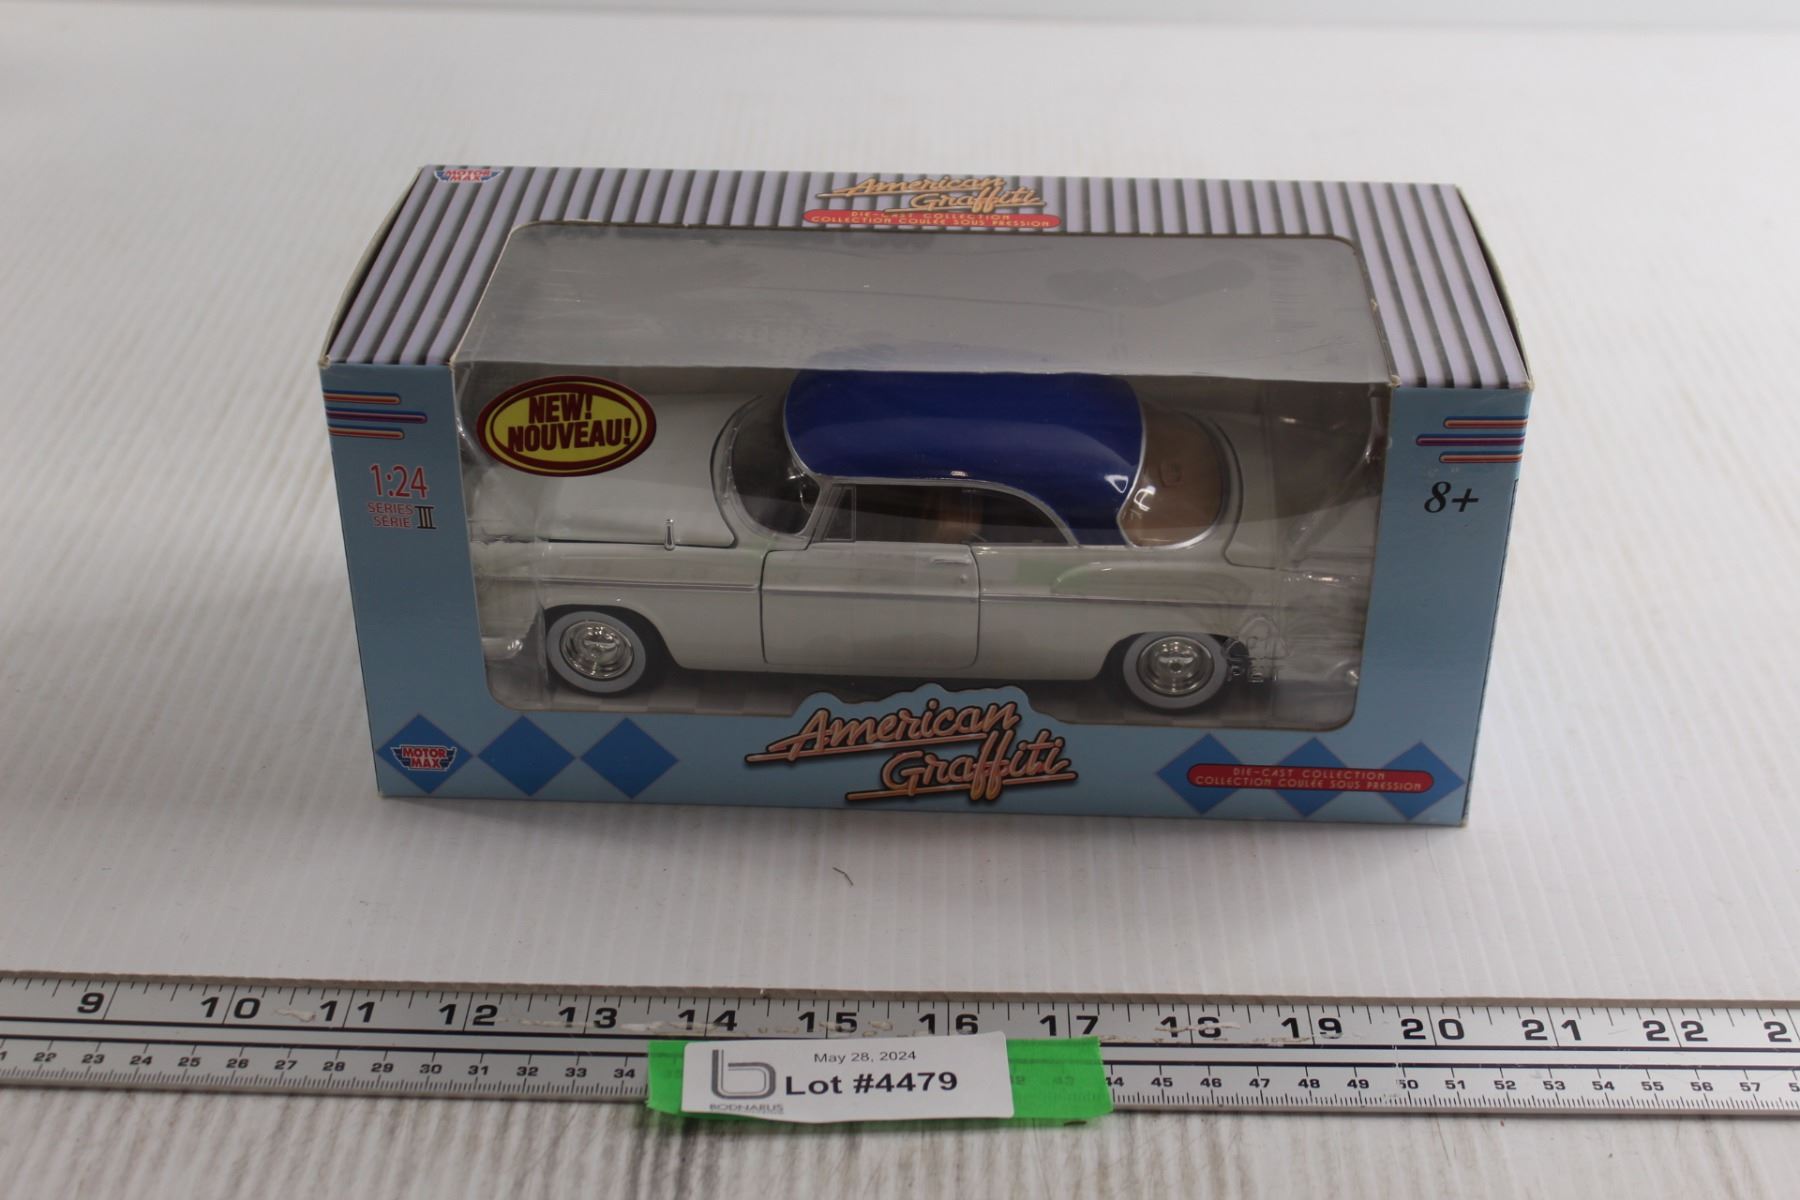 MOTOR
MAX
American
Graffiti
DIE-CAST COLLECTION
COLLECTION COULÉE SOUS PRESSION
NEW!
NOUVEAU!
1:24
SERIES III
SÉRIE
8+
MOTOR
MAX
American
Graffiti
DIE-CAST COLLECTION
COLLECTION COULÉE SOUS PRESSION
9 10 11 12 13 14 15 16 17 18 19 20 21 22 2
22 23 24 25 26 27 28 29 30 31 32 33 34 43 44 45 46 47 48 49 50 51 52 53 54 55 56 57
May 28, 2024
Lot #4479
BODNARUS